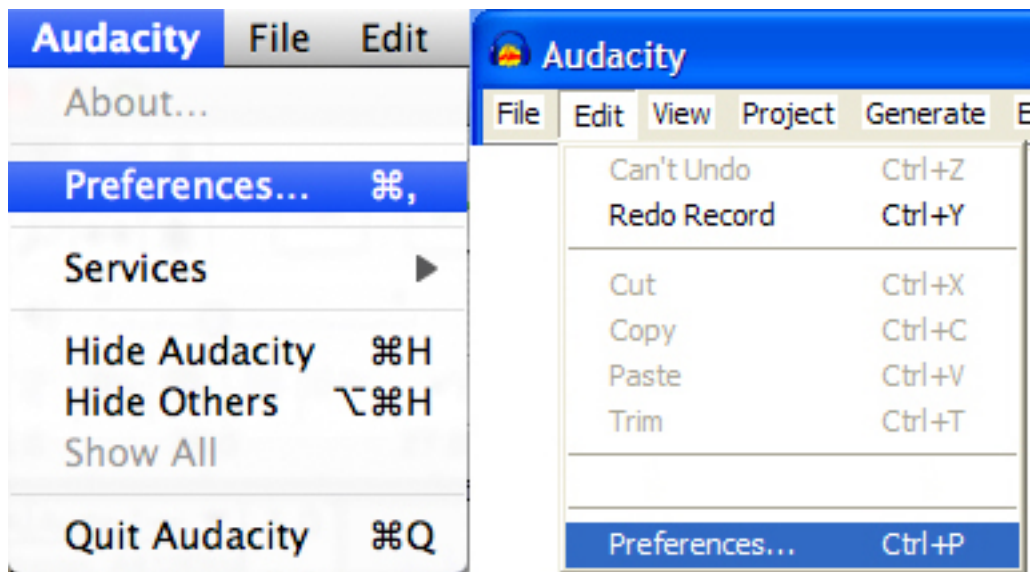 Audacity File Edit
About...
Preferences... ⌘,
Services ▶
Hide Audacity ⌘H
Hide Others ⌥⌘H
Show All
Quit Audacity ⌘Q
Audacity
File Edit View Project Generate E
Can't Undo Ctrl+Z
Redo Record Ctrl+Y
Cut Ctrl+X
Copy Ctrl+C
Paste Ctrl+V
Trim Ctrl+T
Preferences... Ctrl+P